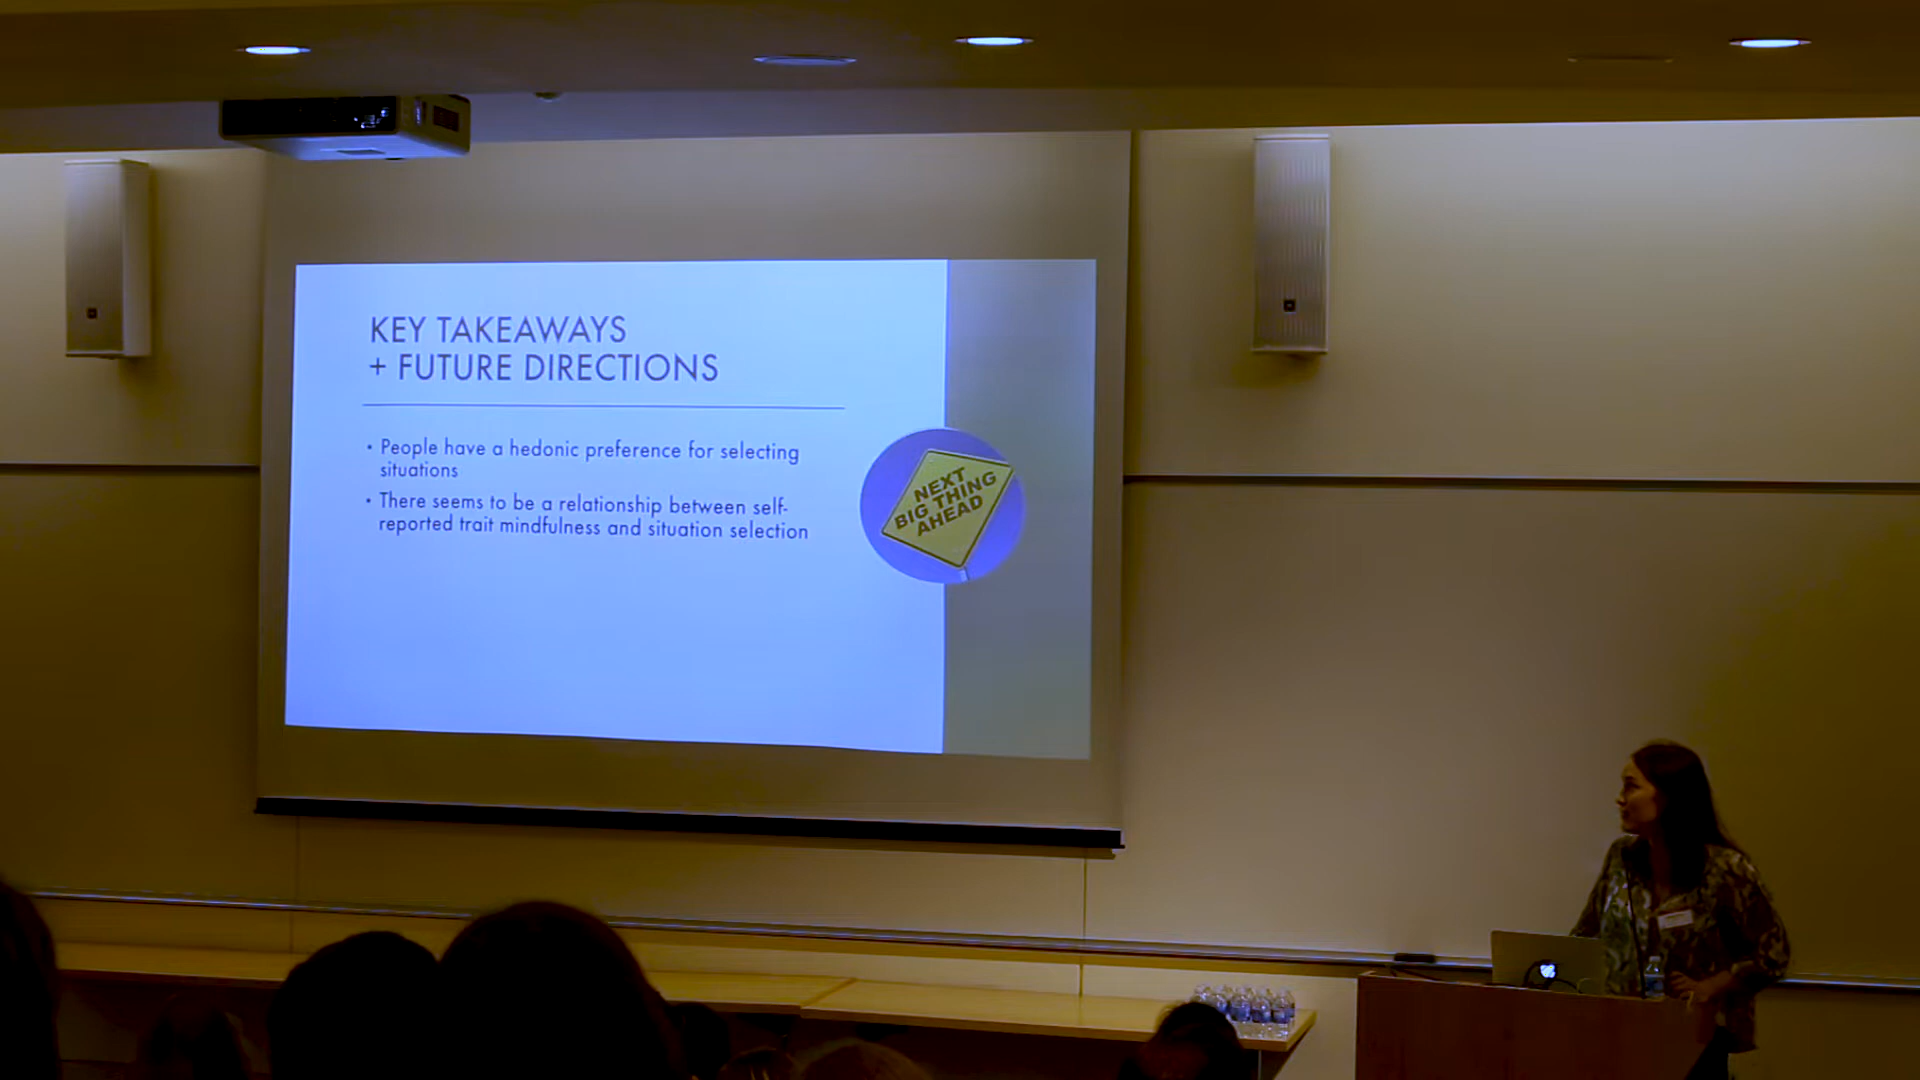 KEY TAKEAWAYS
+ FUTURE DIRECTIONS
• People have a hedonic preference for selecting
situations
• There seems to be a relationship between self-
reported trait mindfulness and situation selection
NEXT
BIG THING
AHEAD